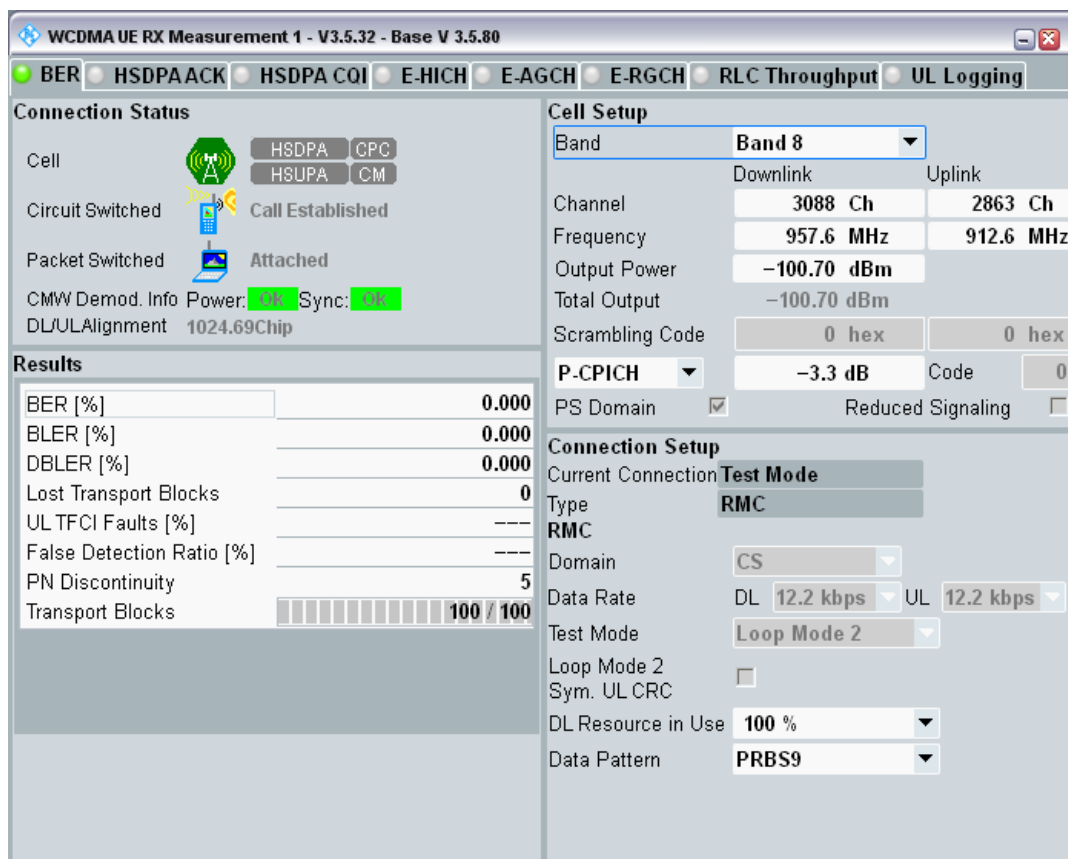 WCDMA UE RX Measurement 1 - V3.5.32 - Base V 3.5.80
BER HSDPA ACK HSDPA CQI E-HICH E-AGCH E-RGCH RLC Throughput UL Logging
Connection Status
Cell HSDPA CPC
HSUPA CM
Circuit Switched Call Established
Packet Switched Attached
CMW Demod. Info Power: Ok Sync: Ok
DL/ULAlignment 1024.69Chip
Results
BER [%] 0.000
BLER [%] 0.000
DBLER [%] 0.000
Lost Transport Blocks 0
UL TFCI Faults [%] ---
False Detection Ratio [%] ---
PN Discontinuity 5
Transport Blocks 100 / 100
Cell Setup
Band Band 8
Downlink Uplink
Channel 3088 Ch 2863 Ch
Frequency 957.6 MHz 912.6 MHz
Output Power −100.70 dBm
Total Output −100.70 dBm
Scrambling Code 0 hex 0 hex
P-CPICH −3.3 dB Code 0
PS Domain Reduced Signaling
Connection Setup
Current Connection Test Mode
Type RMC
RMC
Domain CS
Data Rate DL 12.2 kbps UL 12.2 kbps
Test Mode Loop Mode 2
Loop Mode 2
Sym. UL CRC
DL Resource in Use 100 %
Data Pattern PRBS9